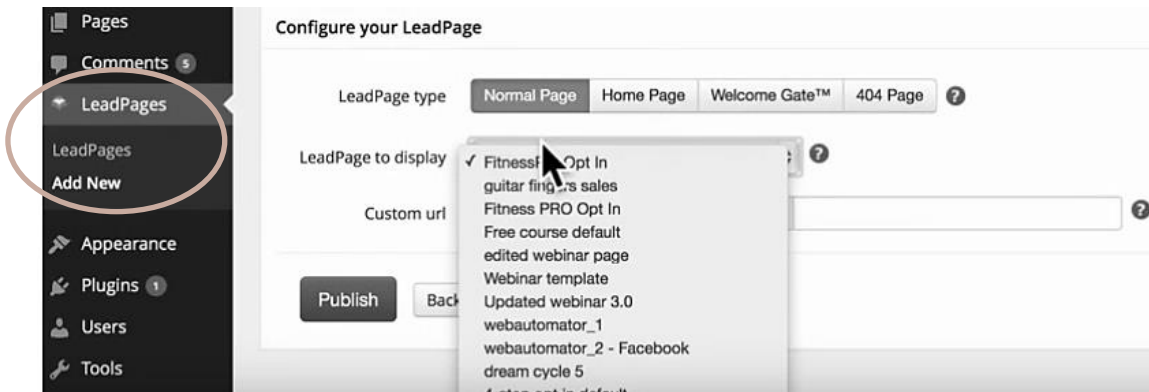 Pages
Comments 5
LeadPages
LeadPages
Add New
Appearance
Plugins 1
Users
Tools
Configure your LeadPage
LeadPage type Normal Page Home Page Welcome Gate™ 404 Page ?
LeadPage to display ?
✓ Opt In
guitar sales
Fitness PRO Opt In
Free course default
edited webinar page
Webinar template
Updated webinar 3.0
webautomator_1
webautomator_2 - Facebook
dream cycle 5
Custom url ?
Publish